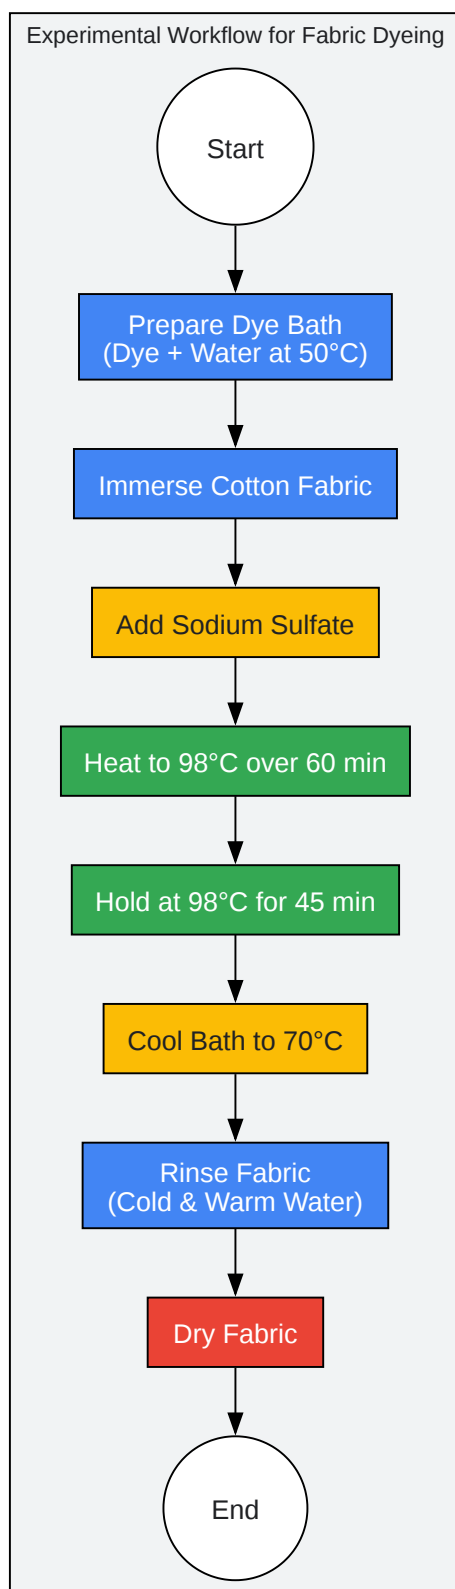 Experimental Workflow for Fabric Dyeing
Start
Prepare Dye Bath
(Dye + Water at 50°C)
Immerse Cotton Fabric
Add Sodium Sulfate
Heat to 98°C over 60 min
Hold at 98°C for 45 min
Cool Bath to 70°C
Rinse Fabric
(Cold & Warm Water)
Dry Fabric
End